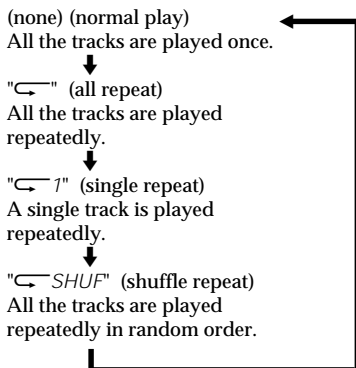 (none) (normal play)
All the tracks are played once.
" " (all repeat)
All the tracks are played
repeatedly.
" 1" (single repeat)
A single track is played
repeatedly.
" SHUF" (shuffle repeat)
All the tracks are played
repeatedly in random order.